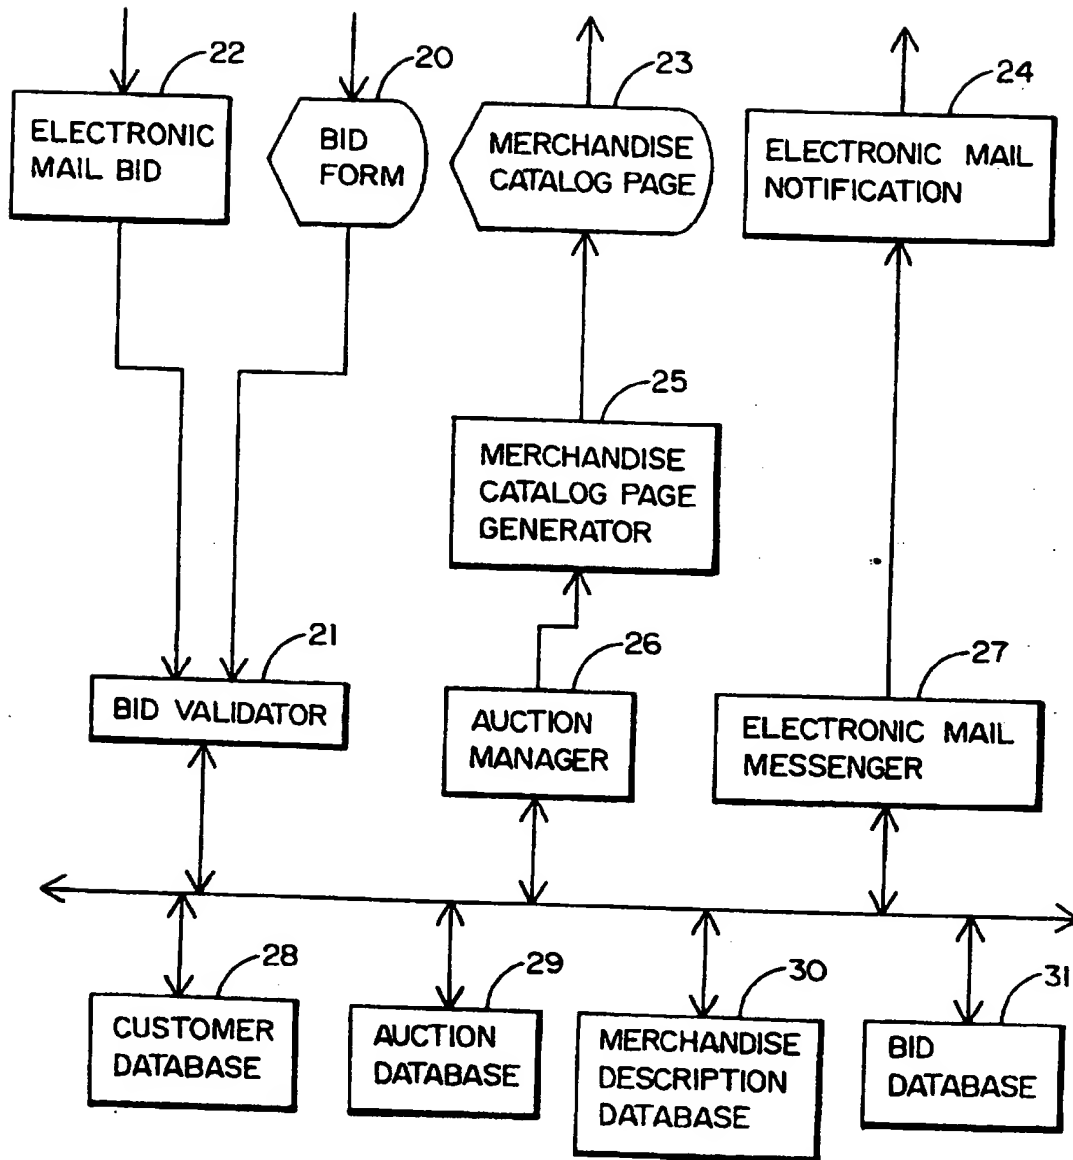 22
20
23
24
ELECTRONIC
MAIL BID
BID
FORM
MERCHANDISE
CATALOG PAGE
ELECTRONIC MAIL
NOTIFICATION
25
MERCHANDISE
CATALOG PAGE
GENERATOR
21
26
27
BID VALIDATOR
AUCTION
MANAGER
ELECTRONIC MAIL
MESSENGER
28
29
30
31
CUSTOMER
DATABASE
AUCTION
DATABASE
MERCHANDISE
DESCRIPTION
DATABASE
BID
DATABASE